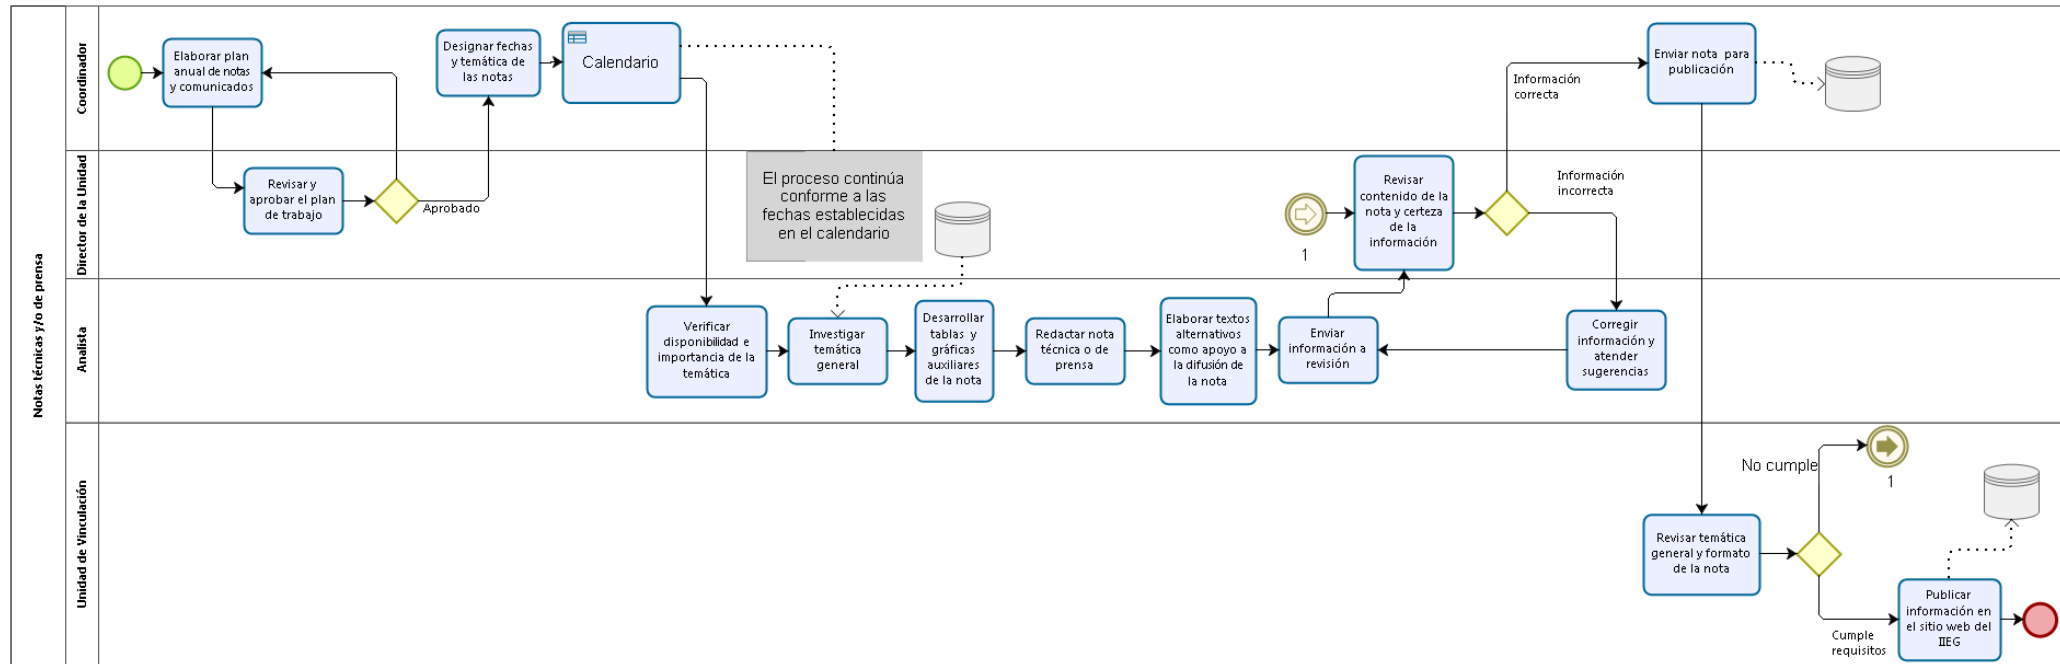 Notas técnicas y/o de prensa
Coordinador
Elaborar plan
anual de notas
y comunicados
Designar fechas
y temática de
las notas
Calendario
Información
correcta
Enviar nota para
publicación
Director de la Unidad
Revisar y
aprobar el plan
de trabajo
Aprobado
El proceso continúa
conforme a las
fechas establecidas
en el calendario
1
Revisar
contenido de la
nota y certeza
de la
información
Información
incorrecta
Analista
Verificar
disponibilidad e
importancia de la
temática
Investigar
temática
general
Desarrollar
tablas y
gráficas
auxiliares
de la nota
Redactar nota
técnica o de
prensa
Elaborar textos
alternativos
como apoyo a
la difusión de
la nota
Enviar
información a
revisión
Corregir
información y
atender
sugerencias
Unidad de Vinculación
Revisar temática
general y formato
de la nota
No cumple
1
Cumple
requisitos
Publicar
información en
el sitio web del
IIEG